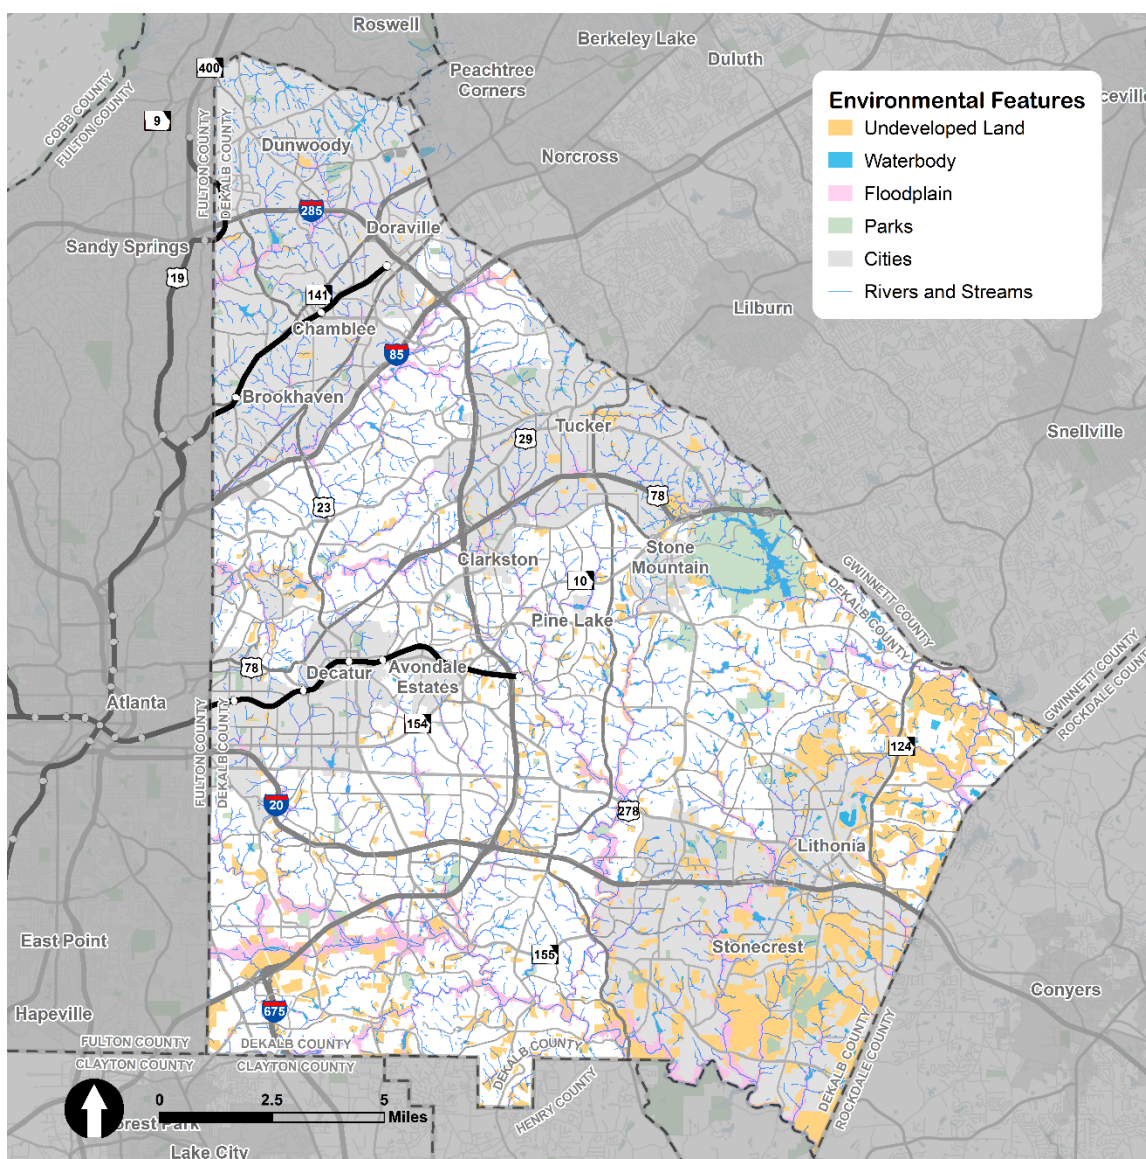 Roswell
Berkeley Lake
Duluth
Peachtree
Corners
400
9
COBB COUNTY
FULTON COUNTY
Environmental Features
Undeveloped Land
Waterbody
Floodplain
Parks
Cities
Rivers and Streams
ceville
Dunwoody
Norcross
FULTON COUNTY
DEKALB COUNTY
285
Doraville
Sandy Springs
19
141
Chamblee
Lilburn
85
Brookhaven
Tucker
29
Snellville
78
23
Clarkston
Stone
Mountain
10
Pine Lake
GWINNETT COUNTY
DEKALB COUNTY
78
Decatur
Avondale
Estates
Atlanta
154
124
GWINNETT COUNTY
ROCKDALE COUNTY
FULTON COUNTY
DEKALB COUNTY
20
278
Lithonia
East Point
Stonecrest
155
Conyers
Hapeville
675
FULTON COUNTY
DEKALB COUNTY
CLAYTON COUNTY
CLAYTON COUNTY
DEKALB COUNTY
HENRY COUNTY
DEKALB COUNTY
ROCKDALE COUNTY
0
2.5
5
Miles
orest Park
Lake City